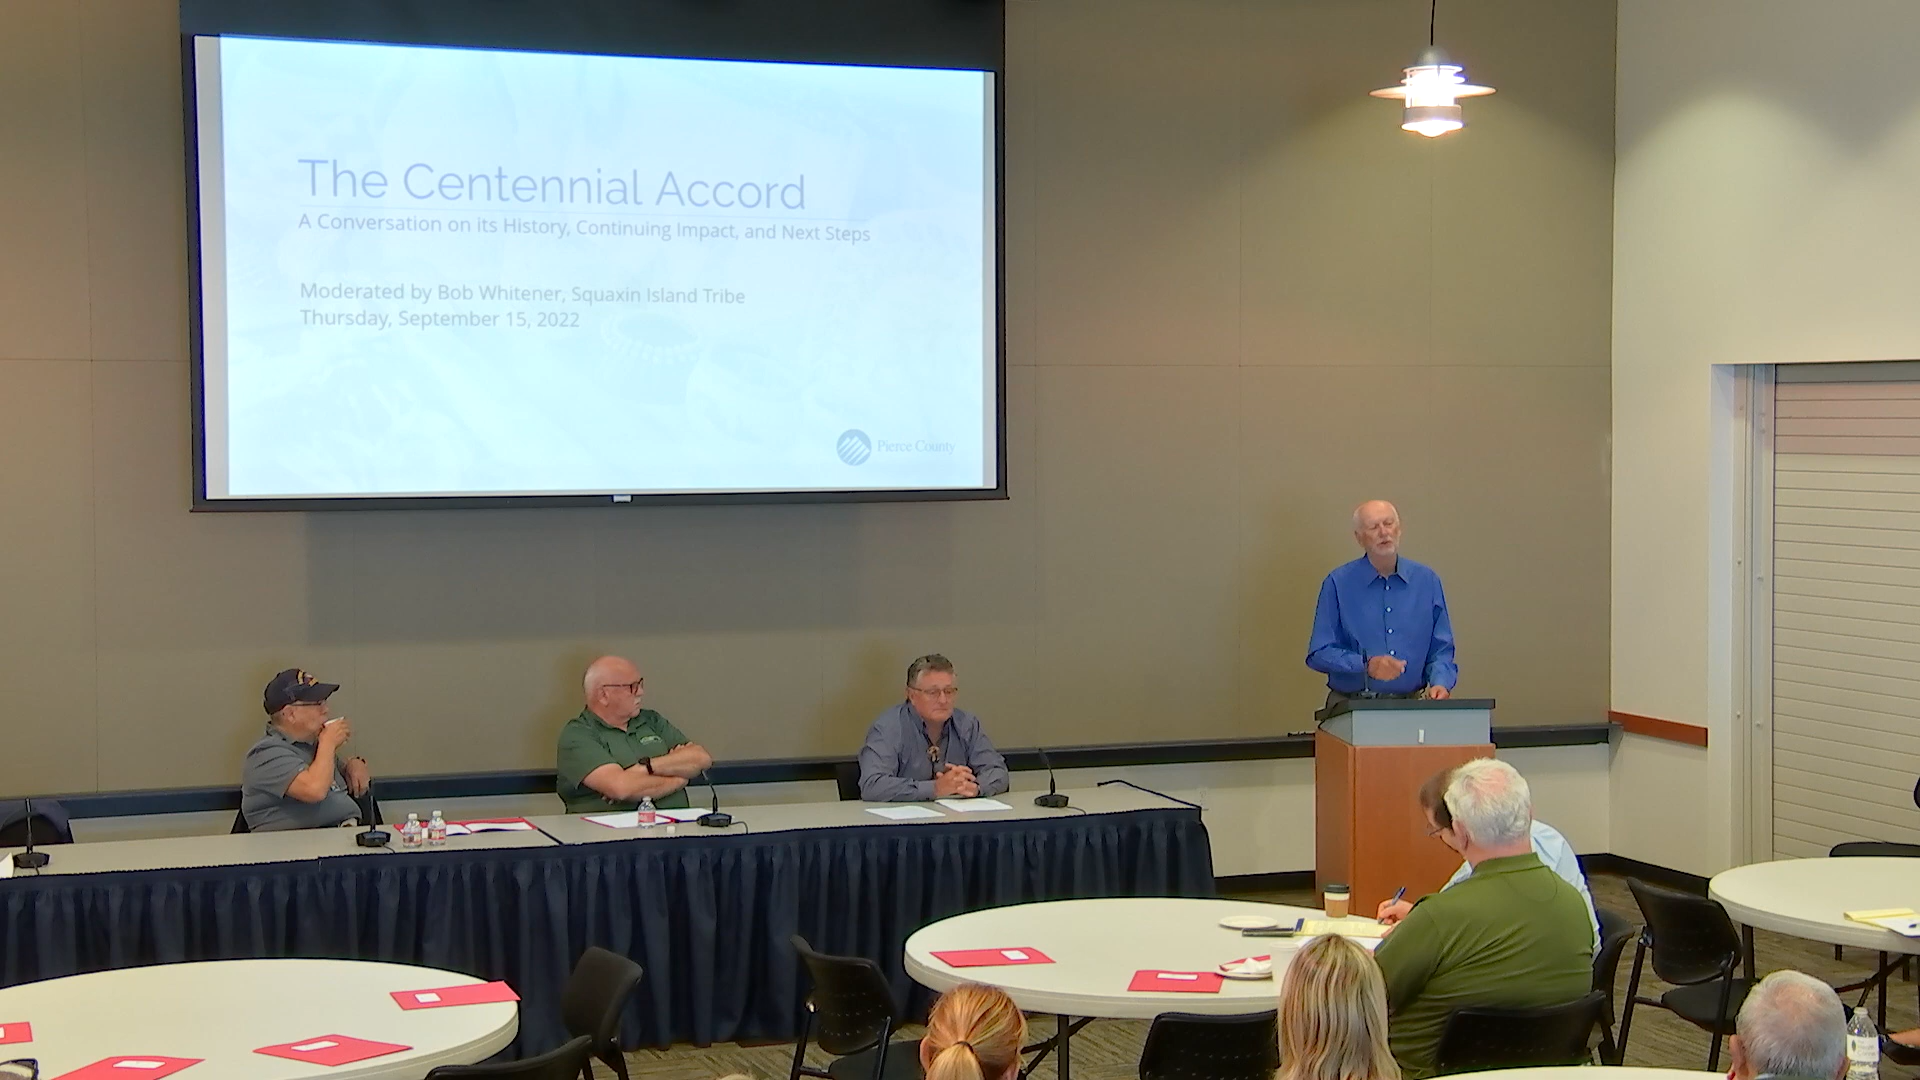 The Centennial Accord
A Conversation on its History, Continuing Impact, and Next Steps
Moderated by Bob Whitener, Squaxin Island Tribe
Thursday, September 15, 2022
Pierce County